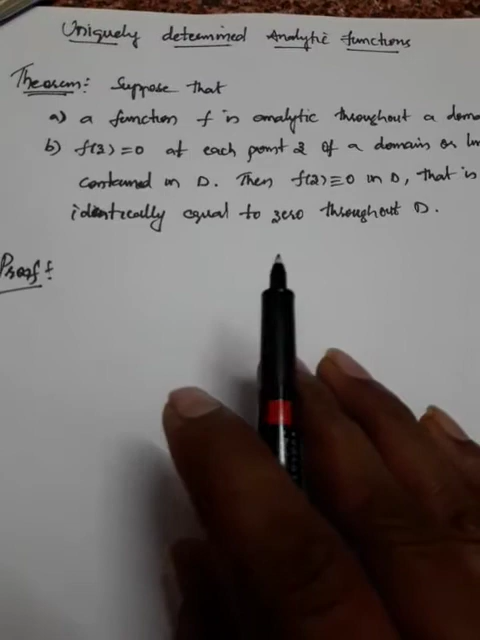 Uniquely determined Analytic functions
Theorem: Suppose that
a) a function f is analytic throughout a doma
b) f(z) = 0 at each point z of a domain or lin
contained in D. Then f(z) ≡ 0 in D, that is
identically equal to zero throughout D.
Proof: